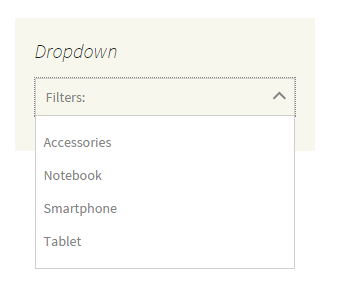 Dropdown
Filters:
Accessories
Notebook
Smartphone
Tablet